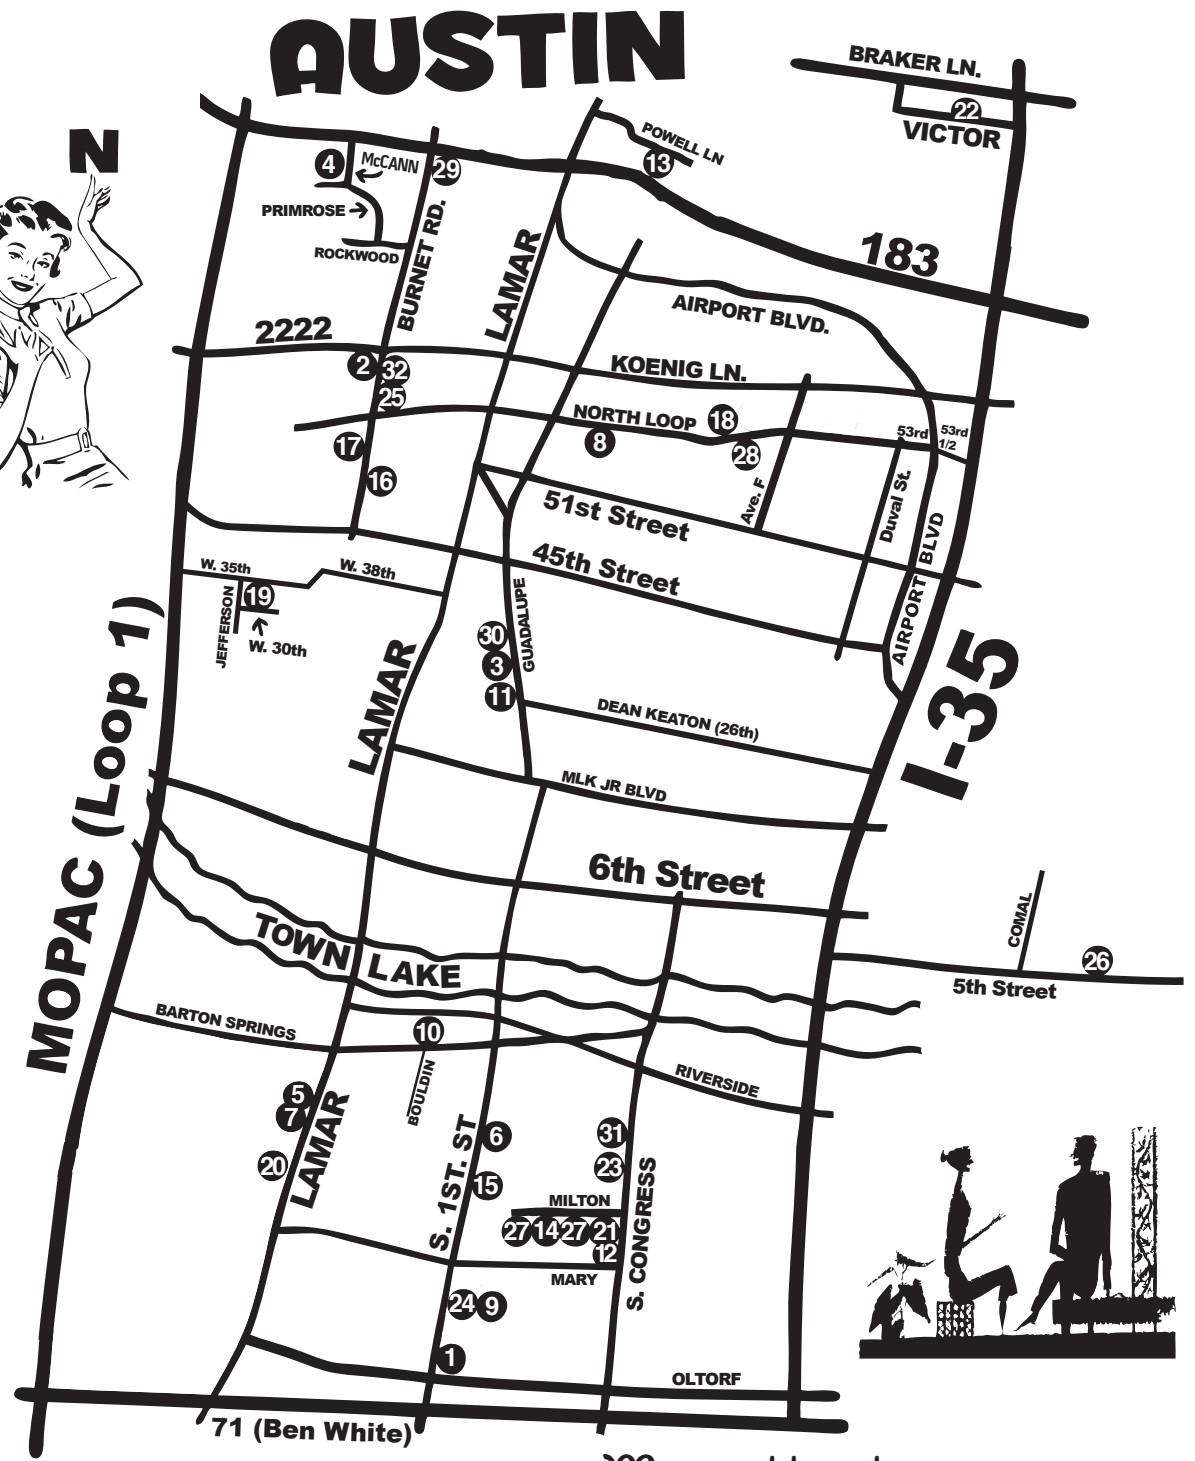 AUSTIN
BRAKER LN.
22
VICTOR
N
POWELL LN
13
4
McCANN
29
PRIMROSE
ROCKWOOD
BURNET RD.
LAMAR
183
AIRPORT BLVD.
2222
KOENIG LN.
2
32
25
NORTH LOOP
18
53rd
53rd
1/2
8
28
17
16
Ave. F
Duval St.
51st Street
AIRPORT BLVD
45th Street
W. 35th
W. 38th
JEFFERSON
19
W. 30th
GUADALUPE
30
3
11
LAMAR
I-35
MOPAC (Loop 1)
DEAN KEATON (26th)
MLK JR BLVD
6th Street
COMAL
26
5th Street
TOWN LAKE
BARTON SPRINGS
10
BOULDIN
RIVERSIDE
5
7
LAMAR
20
S. 1ST. ST
6
15
31
23
S. CONGRESS
MILTON
27
14
27
21
12
MARY
24
9
1
OLTORF
71 (Ben White)